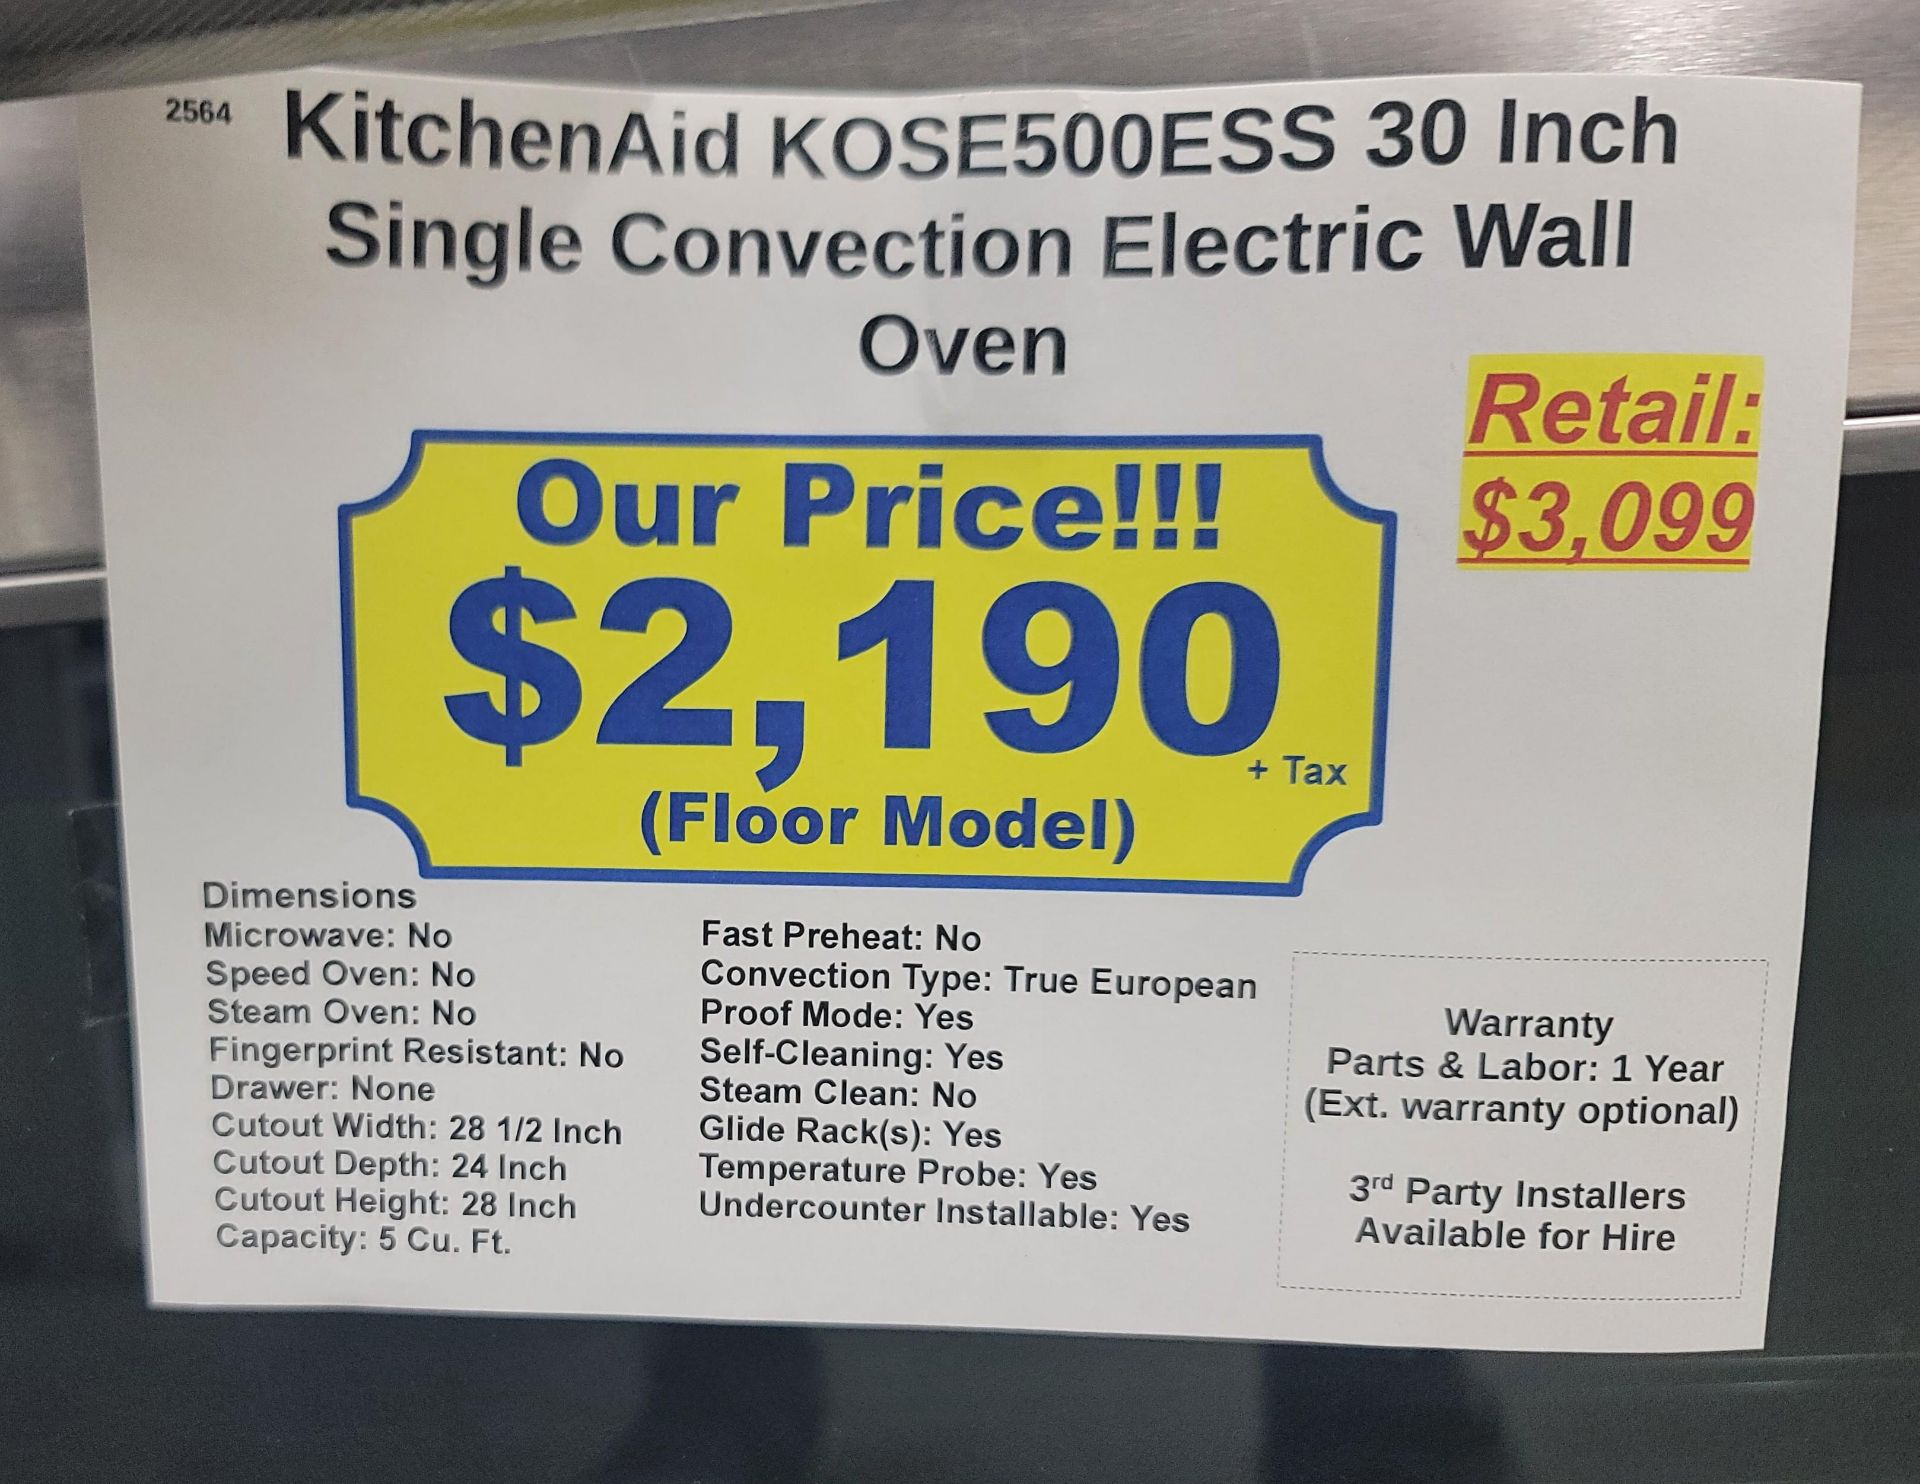 2564
KitchenAid KOSE500ESS 30 Inch
Single Convection Electric Wall
Oven
Retail:
$3,099
Our Price!!!
$2,190
+ Tax
(Floor Model)
Dimensions
Microwave: No
Speed Oven: No
Steam Oven: No
Fingerprint Resistant: No
Drawer: None
Cutout Width: 28 1/2 Inch
Cutout Depth: 24 Inch
Cutout Height: 28 Inch
Capacity: 5 Cu. Ft.
Fast Preheat: No
Convection Type: True European
Proof Mode: Yes
Self-Cleaning: Yes
Steam Clean: No
Glide Rack(s): Yes
Temperature Probe: Yes
Undercounter Installable: Yes
Warranty
Parts & Labor: 1 Year
(Ext. warranty optional)
3rd Party Installers
Available for Hire